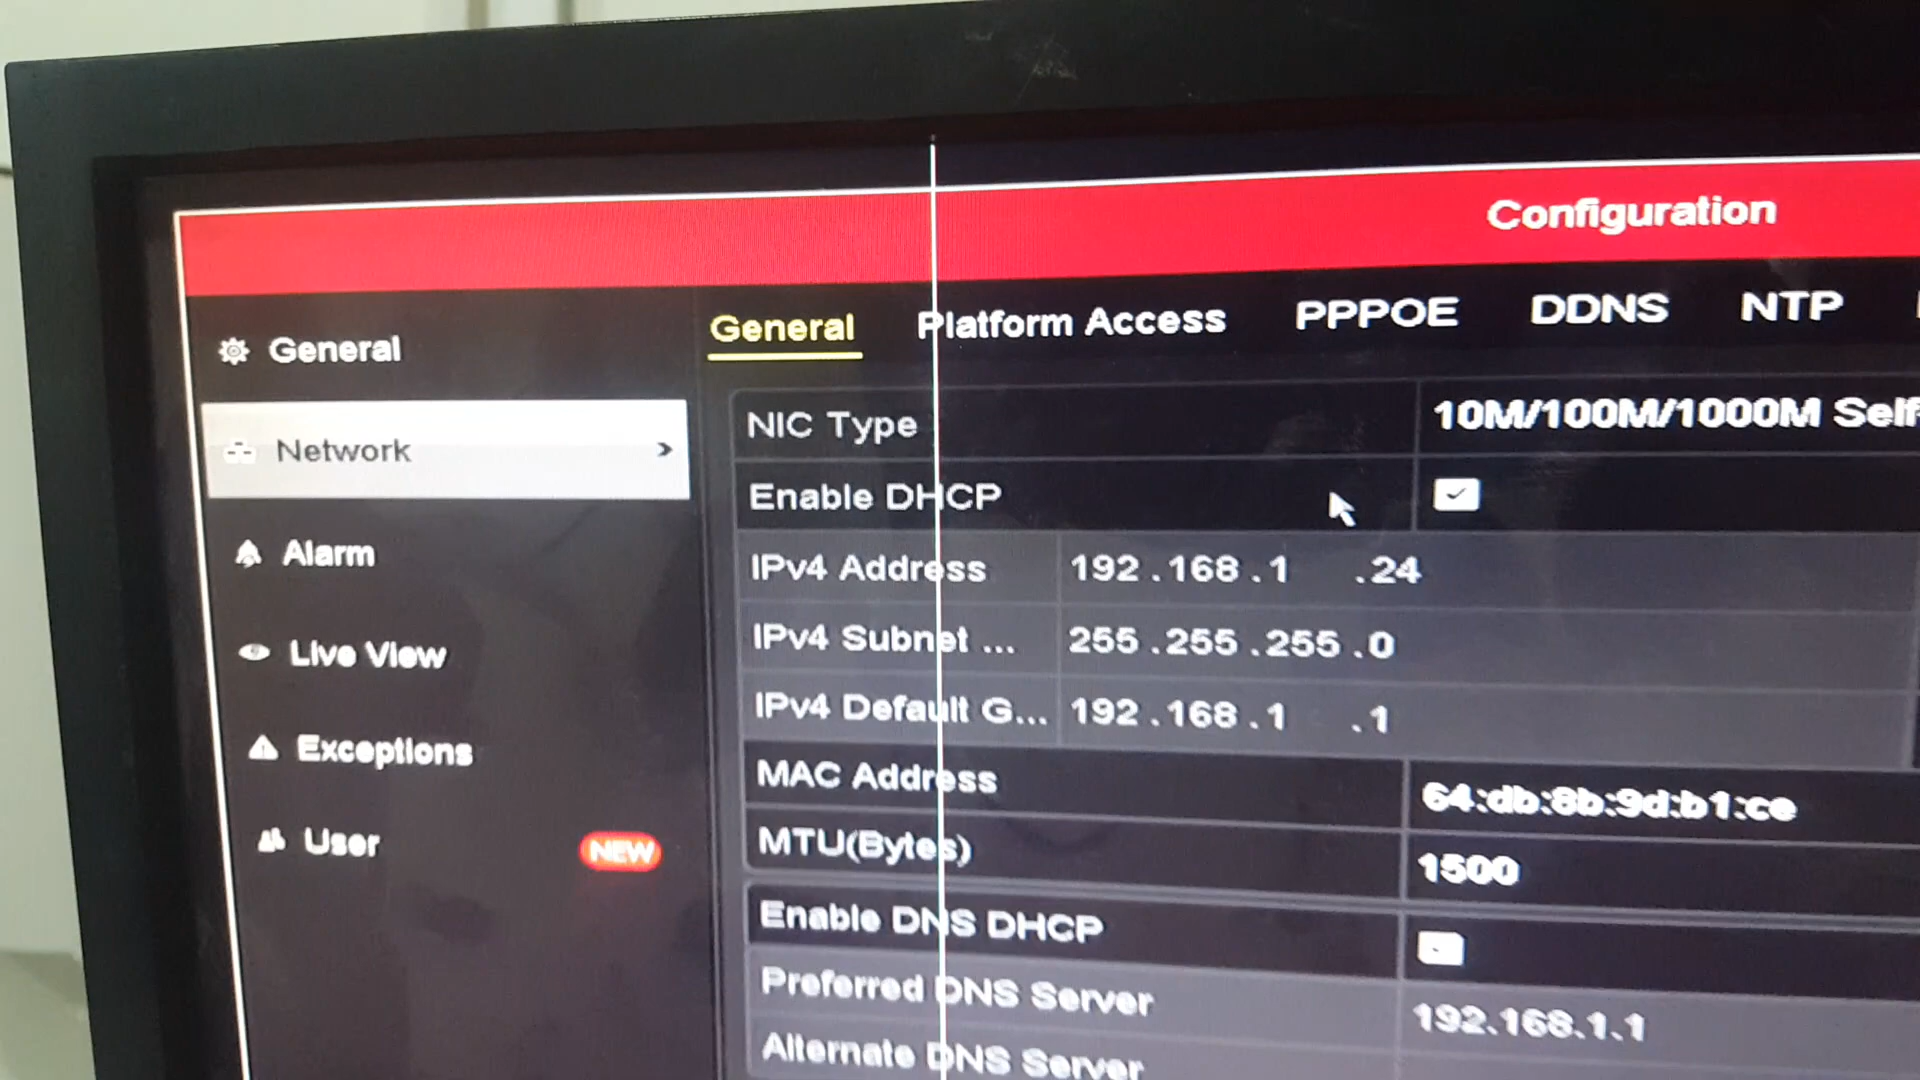 Configuration
General
Network >
Alarm
Live View
Exceptions
User NEW
General Platform Access PPPOE DDNS NTP
NIC Type 10M/100M/1000M Self-
Enable DHCP
IPv4 Address 192 .168 .1 .24
IPv4 Subnet ... 255 .255 .255 .0
IPv4 Default G... 192 .168 .1 .1
MAC Address 64:db:8b:9d:b1:ce
MTU(Bytes) 1500
Enable DNS DHCP
Preferred DNS Server 192.168.1.1
Alternate DNS Server